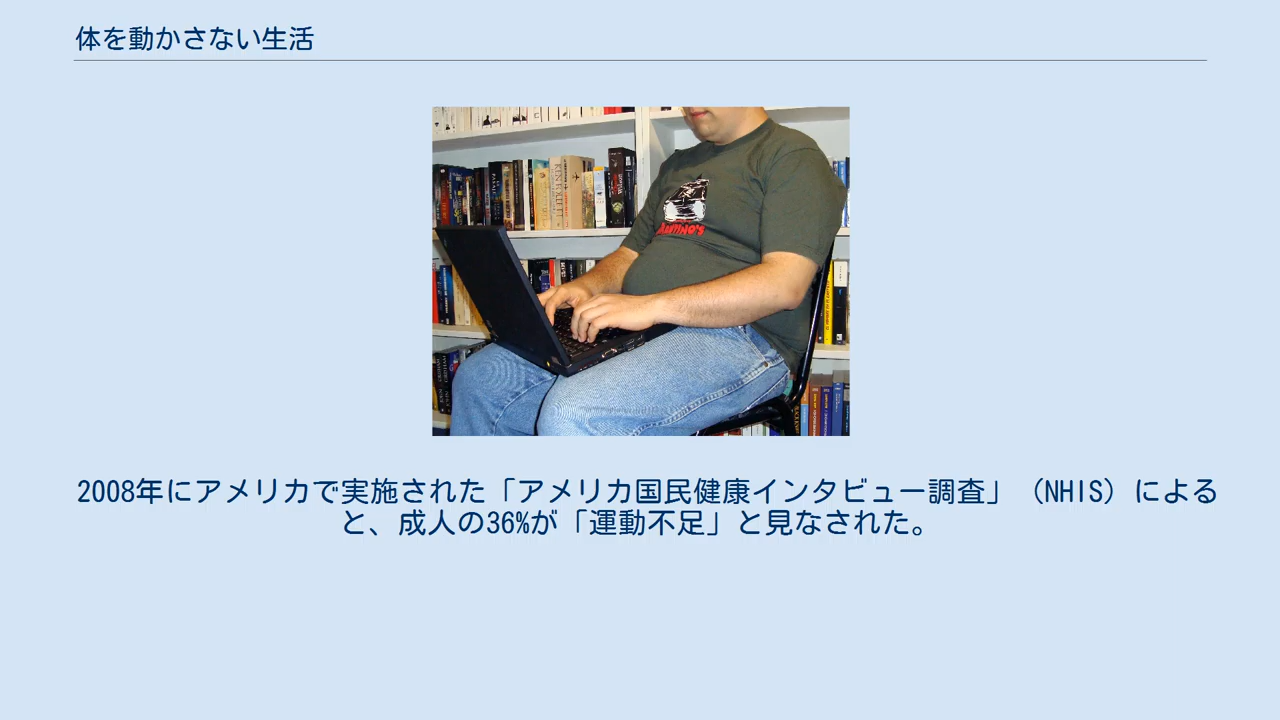 体を動かさない生活
2008年にアメリカで実施された「アメリカ国民健康インタビュー調査」（NHIS）による
と、成人の36%が「運動不足」と見なされた。